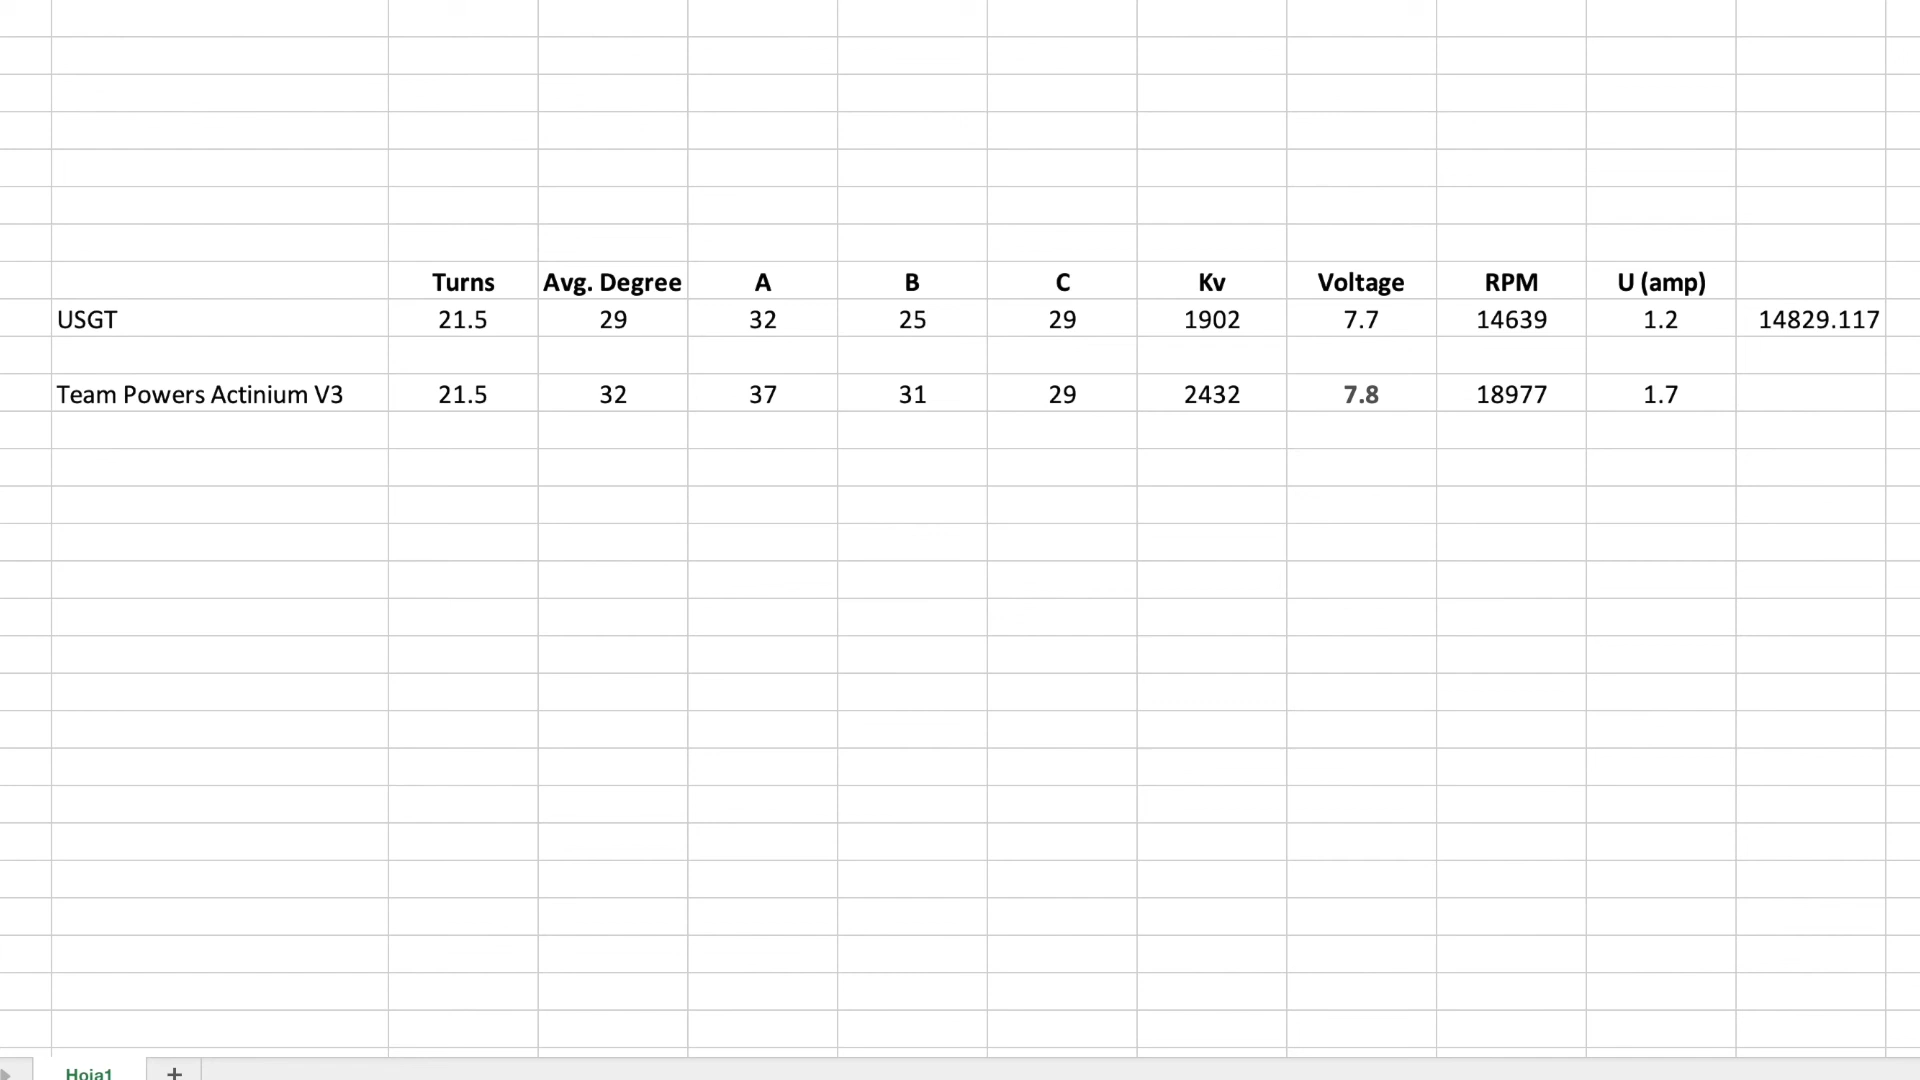 Turns Avg. Degree A B C Kv Voltage RPM U (amp)
USGT 21.5 29 32 25 29 1902 7.7 14639 1.2 14829.117
Team Powers Actinium V3 21.5 32 37 31 29 2432 7.8 18977 1.7
Hoja1 +